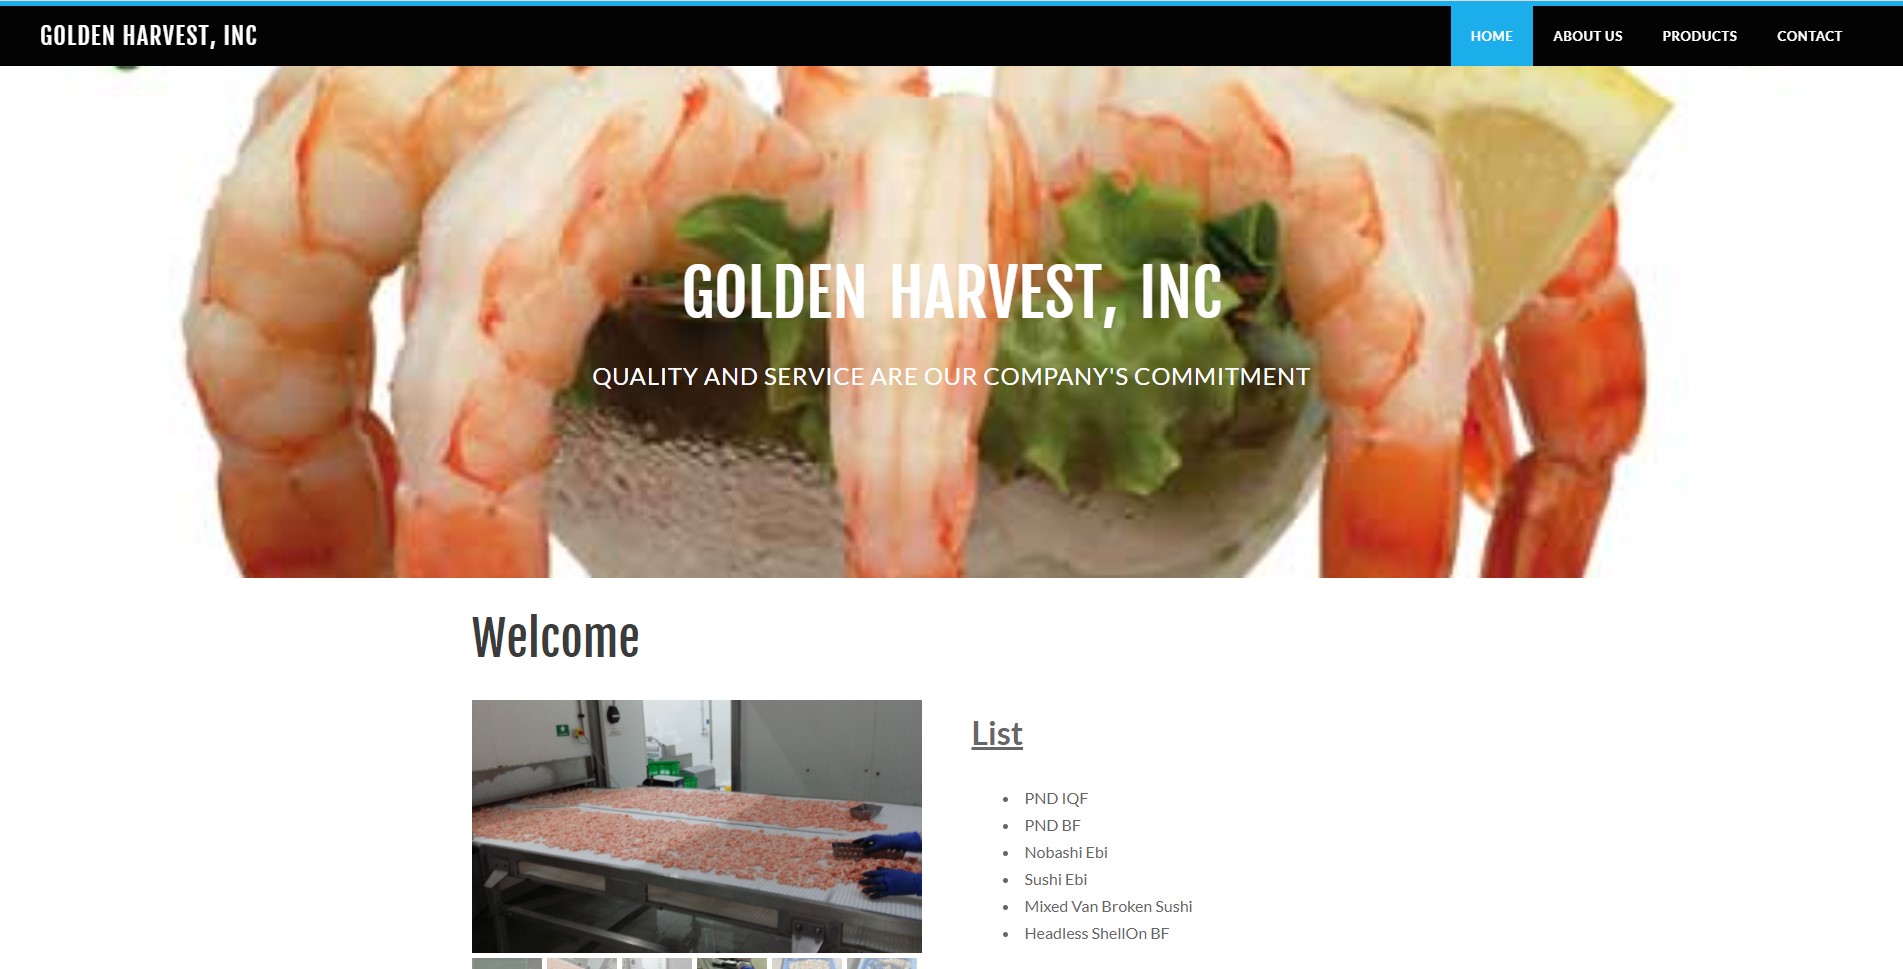 GOLDEN HARVEST, INC
HOME
ABOUT US
PRODUCTS
CONTACT
GOLDEN HARVEST, INC
QUALITY AND SERVICE ARE OUR COMPANY'S COMMITMENT
Welcome
List
• PND IQF
• PND BF
• Nobashi Ebi
• Sushi Ebi
• Mixed Van Broken Sushi
• Headless ShellOn BF